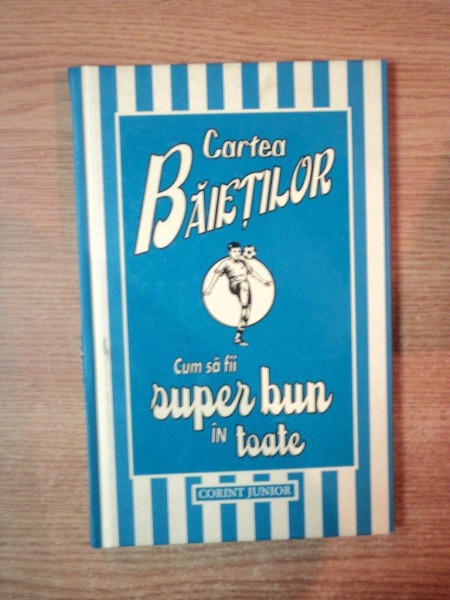 Cartea
BĂIEȚILOR
Cum să fii
super bun
ÎN toate
CORINT JUNIOR